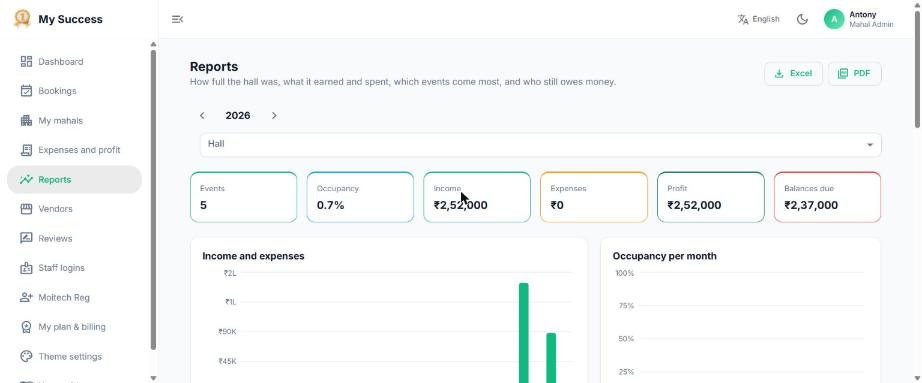 My Success
English
Antony
Mahal Admin
Dashboard
Bookings
My mahals
Expenses and profit
Reports
Vendors
Reviews
Staff logins
Moitech Reg
My plan & billing
Theme settings
Reports
How full the hall was, what it earned and spent, which events come most, and who still owes money.
Excel
PDF
2026
Hall
Events
5
Occupancy
0.7%
Income
₹2,52,000
Expenses
₹0
Profit
₹2,52,000
Balances due
₹2,37,000
Income and expenses
₹2L
₹1L
₹90K
₹45K
Occupancy per month
100%
75%
50%
25%